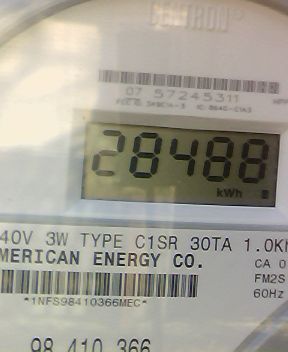 CENTRON®
07 57245311
28488
kWh
40V 3W TYPE C1SR 30TA 1.0K
MERICAN ENERGY CO.
CA 0
FM2S
*1NFS98410366MEC*
60Hz
98 410 366